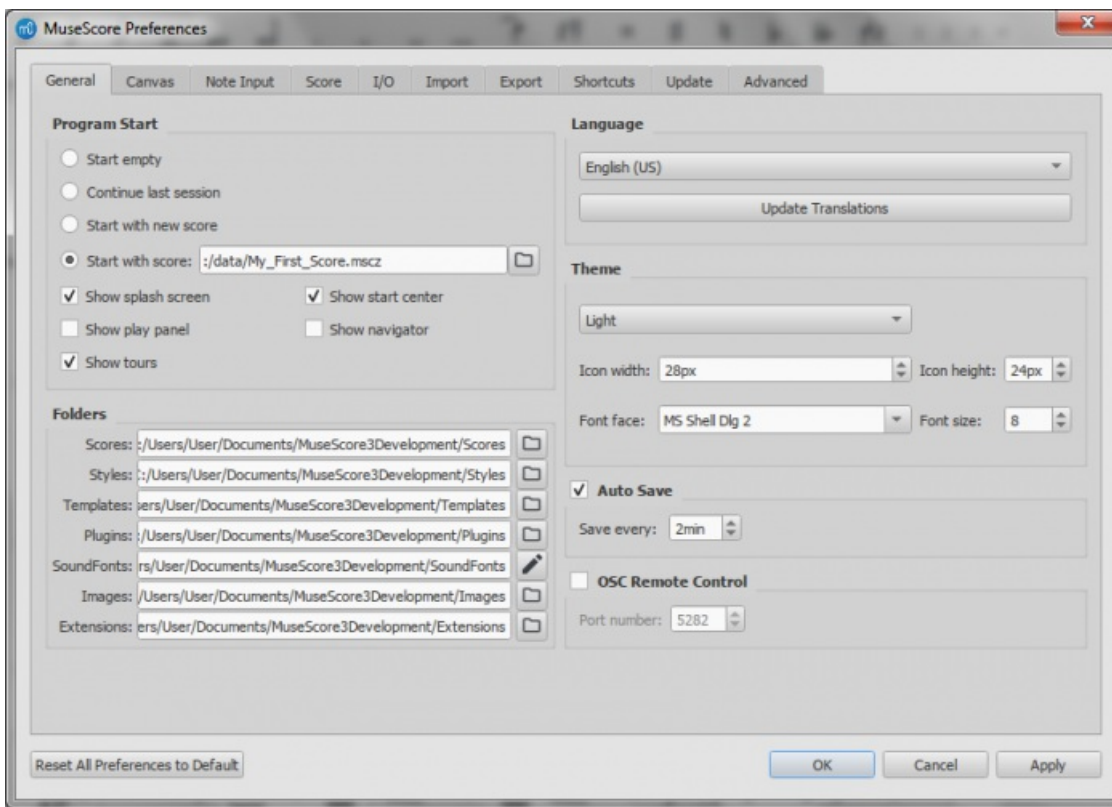 MuseScore Preferences
General Canvas Note Input Score I/O Import Export Shortcuts Update Advanced
Program Start
Start empty
Continue last session
Start with new score
Start with score: :/data/My_First_Score.mscz
Show splash screen Show start center
Show play panel Show navigator
Show tours
Folders
Scores: :/Users/User/Documents/MuseScore3Development/Scores
Styles: :/Users/User/Documents/MuseScore3Development/Styles
Templates: sers/User/Documents/MuseScore3Development/Templates
Plugins: :/Users/User/Documents/MuseScore3Development/Plugins
SoundFonts: rs/User/Documents/MuseScore3Development/SoundFonts
Images: /Users/User/Documents/MuseScore3Development/Images
Extensions: ers/User/Documents/MuseScore3Development/Extensions
Language
English (US)
Update Translations
Theme
Light
Icon width: 28px Icon height: 24px
Font face: MS Shell Dlg 2 Font size: 8
Auto Save
Save every: 2min
OSC Remote Control
Port number: 5282
Reset All Preferences to Default OK Cancel Apply